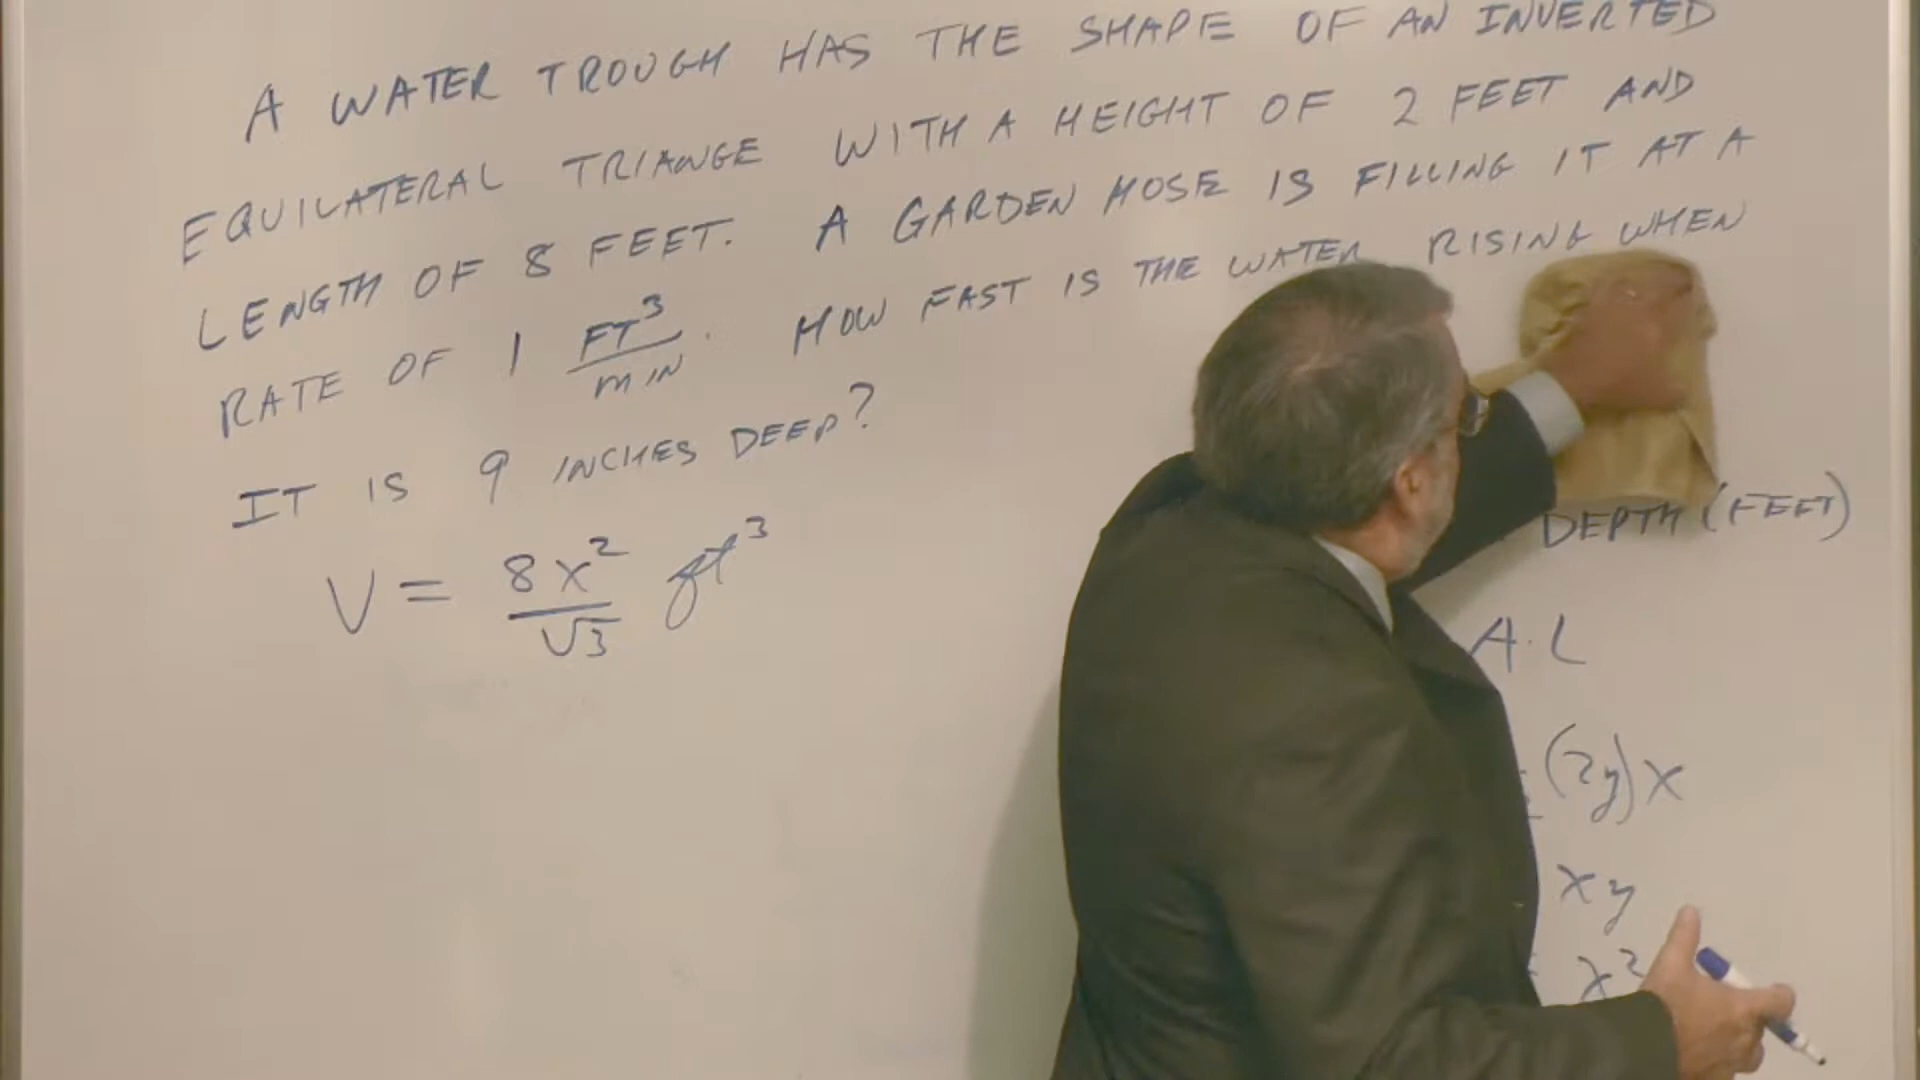 A WATER TROUGH HAS THE SHAPE OF AN INVERTED
EQUILATERAL TRIANGE WITH A HEIGHT OF 2 FEET AND
LENGTH OF 8 FEET. A GARDEN HOSE IS FILLING IT AT A
RATE OF 1 FT³/MIN. HOW FAST IS THE WATER RISING WHEN
IT IS 9 INCHES DEEP?
V = 8x²/√3 ft³
DEPTH (FEET)
A·L
(2y)x
xy
x²